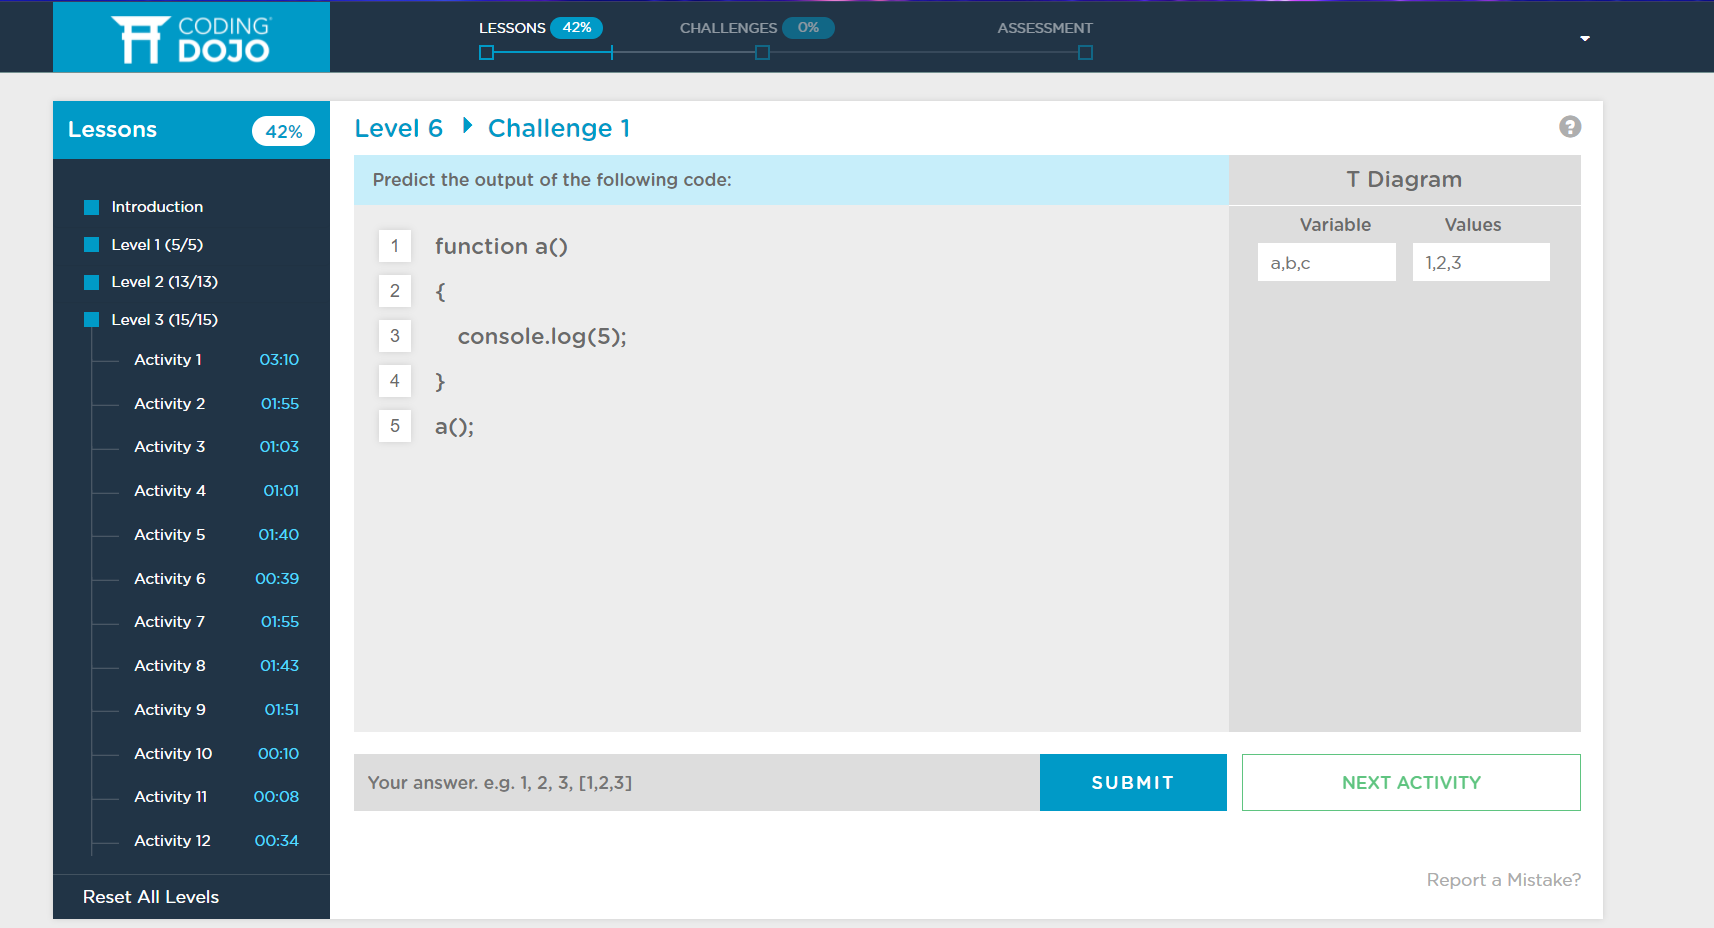 CODING
DOJO
LESSONS 42%
CHALLENGES 0%
ASSESSMENT
Lessons 42%
Introduction
Level 1 (5/5)
Level 2 (13/13)
Level 3 (15/15)
Activity 1 03:10
Activity 2 01:55
Activity 3 01:03
Activity 4 01:01
Activity 5 01:40
Activity 6 00:39
Activity 7 01:55
Activity 8 01:43
Activity 9 01:51
Activity 10 00:10
Activity 11 00:08
Activity 12 00:34
Reset All Levels
Level 6 Challenge 1
?
Predict the output of the following code:
1 function a()
2 {
3 console.log(5);
4 }
5 a();
T Diagram
Variable Values
a,b,c 1,2,3
Your answer. e.g. 1, 2, 3, [1,2,3]
SUBMIT
NEXT ACTIVITY
Report a Mistake?